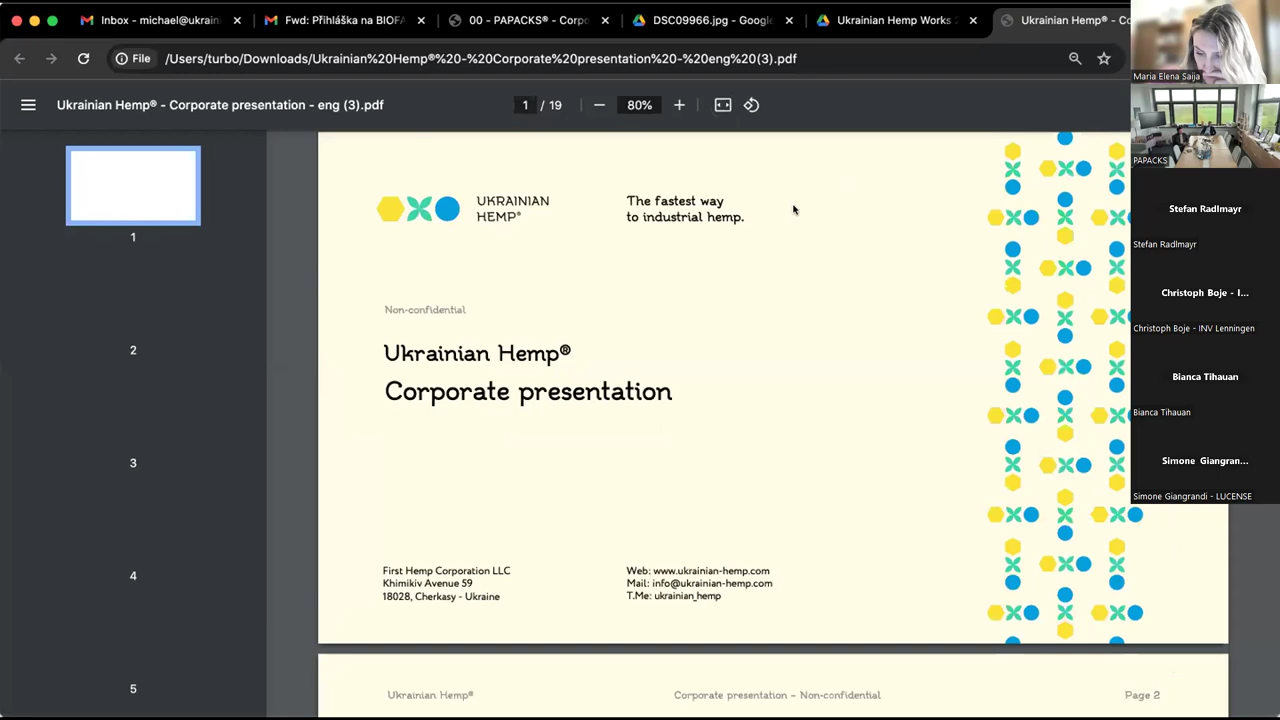 Inbox - michael@ukrain
Fwd: Přihláška na BIOFA
00 - PAPACKS® - Corpo
DSC09966.jpg - Google
Ukrainian Hemp Works
Ukrainian Hemp® - Co
File
/Users/turbo/Downloads/Ukrainian%20Hemp®%20-%20Corporate%20presentation%20-%20eng%20(3).pdf
Ukrainian Hemp® - Corporate presentation - eng (3).pdf
1 / 19
80%
1
2
3
4
5
UKRAINIAN
HEMP®
The fastest way
to industrial hemp.
Non-confidential
Ukrainian Hemp®
Corporate presentation
First Hemp Corporation LLC
Khimikiv Avenue 59
18028, Cherkasy - Ukraine
Web: www.ukrainian-hemp.com
Mail: info@ukrainian-hemp.com
T.Me: ukrainian_hemp
Ukrainian Hemp®
Corporate presentation – Non-confidential
Page 2
Maria Elena Saija
PAPACKS
Stefan Radlmayr
Stefan Radlmayr
Christoph Boje - I...
Christoph Boje - INV Lenningen
Bianca Tihauan
Bianca Tihauan
Simone Giangran...
Simone Giangrandi - LUCENSE